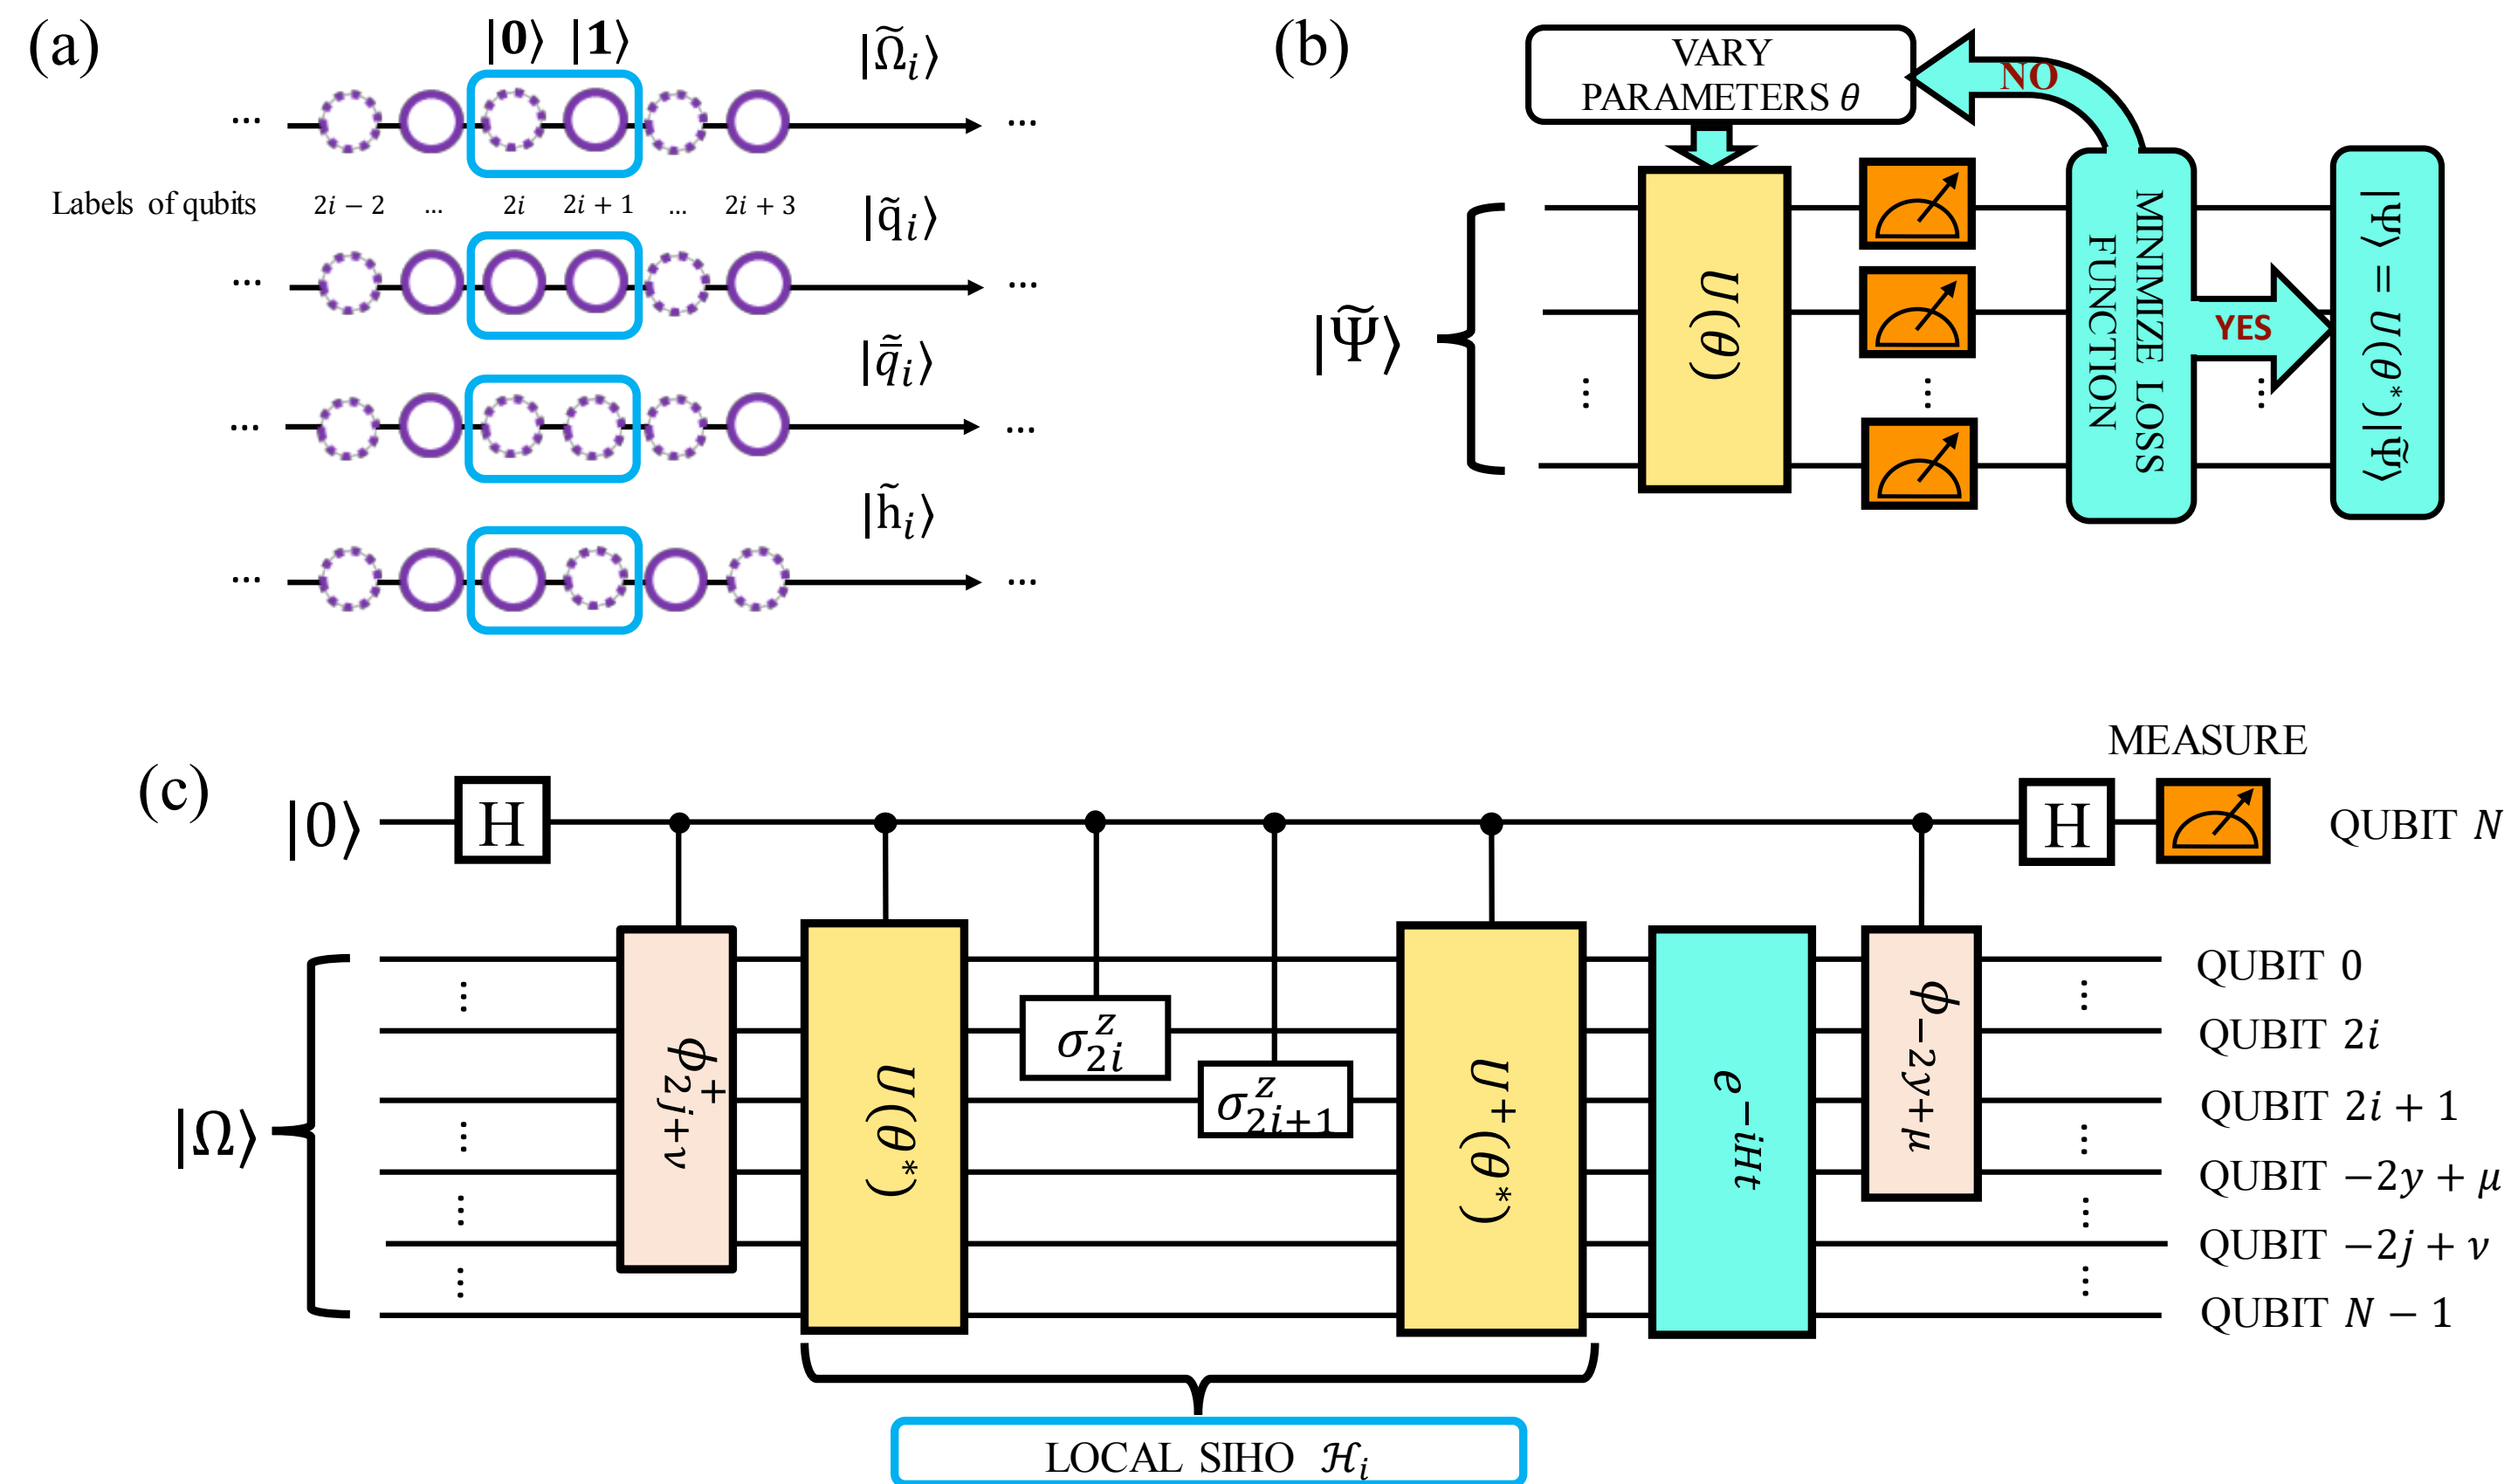 (a)
|0⟩ |1⟩
|Ω̃ᵢ⟩
... ...
Labels of qubits 2i − 2 ... 2i 2i + 1 ... 2i + 3
|q̃ᵢ⟩
... ...
|q̅̃ᵢ⟩
... ...
|h̃ᵢ⟩
... ...
(b)
VARY
PARAMETERS θ
NO
|Ψ̃⟩
U(θ)
MINIMIZE LOSS
FUNCTION
YES
|Ψ⟩ = U(θ*)|Ψ̃⟩
(c)
MEASURE
|0⟩
H
H
QUBIT N
|Ω⟩
ϕ⁺₂ⱼ₊ᵥ
U(θ*)
σᶻ₂ᵢ
σᶻ₂ᵢ₊₁
U⁺(θ*)
e^−iHt
ϕ_−2y+μ
QUBIT 0
QUBIT 2i
QUBIT 2i + 1
QUBIT −2y + μ
QUBIT −2j + ν
QUBIT N − 1
LOCAL SIHO ℋᵢ